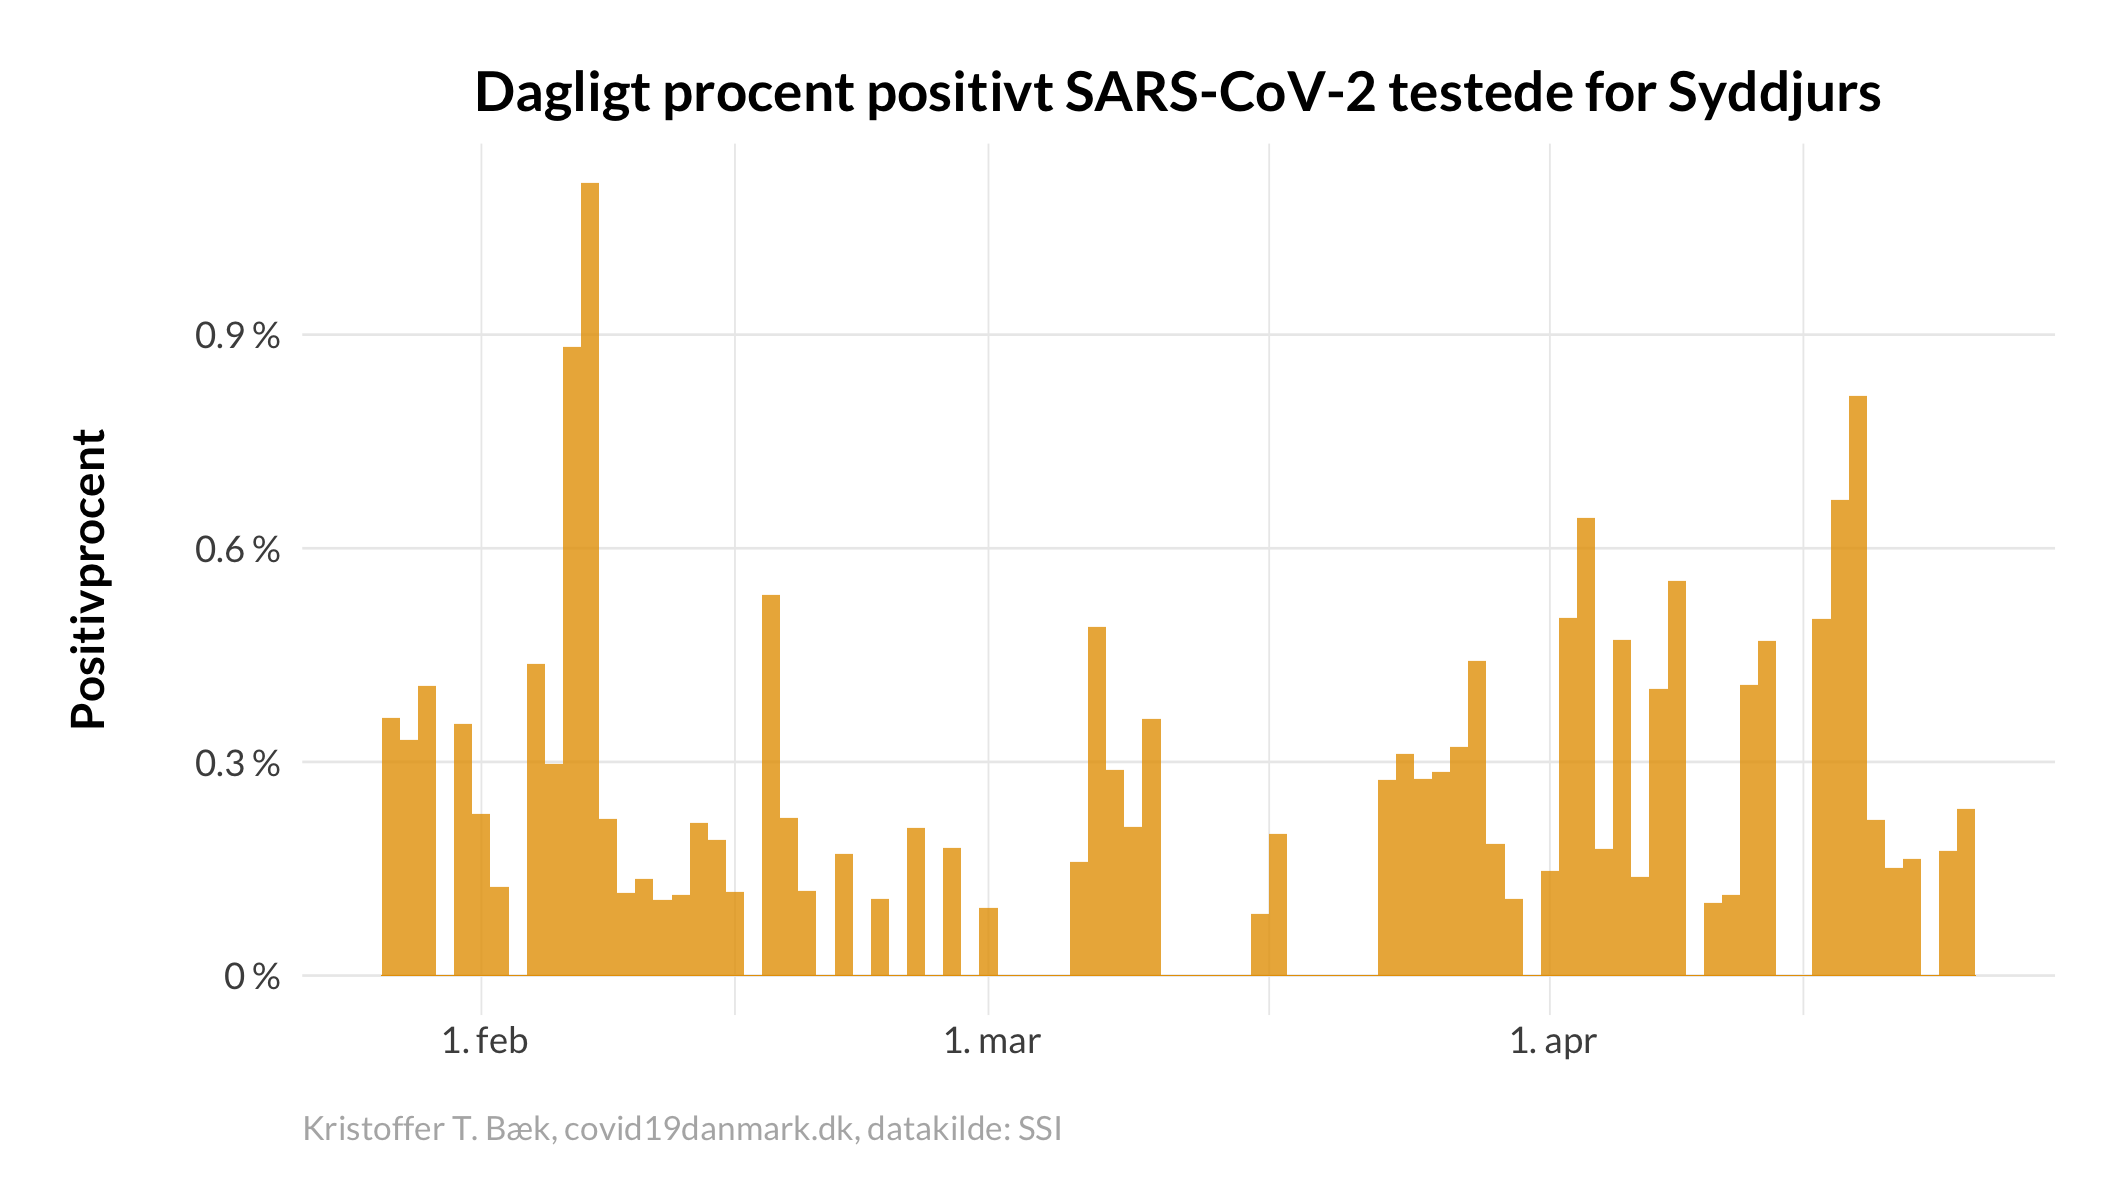 Dagligt procent positivt SARS-CoV-2 testede for Syddjurs
Positivprocent
0.9 %
0.6 %
0.3 %
0 %
1. feb
1. mar
1. apr
Kristoffer T. Bæk, covid19danmark.dk, datakilde: SSI